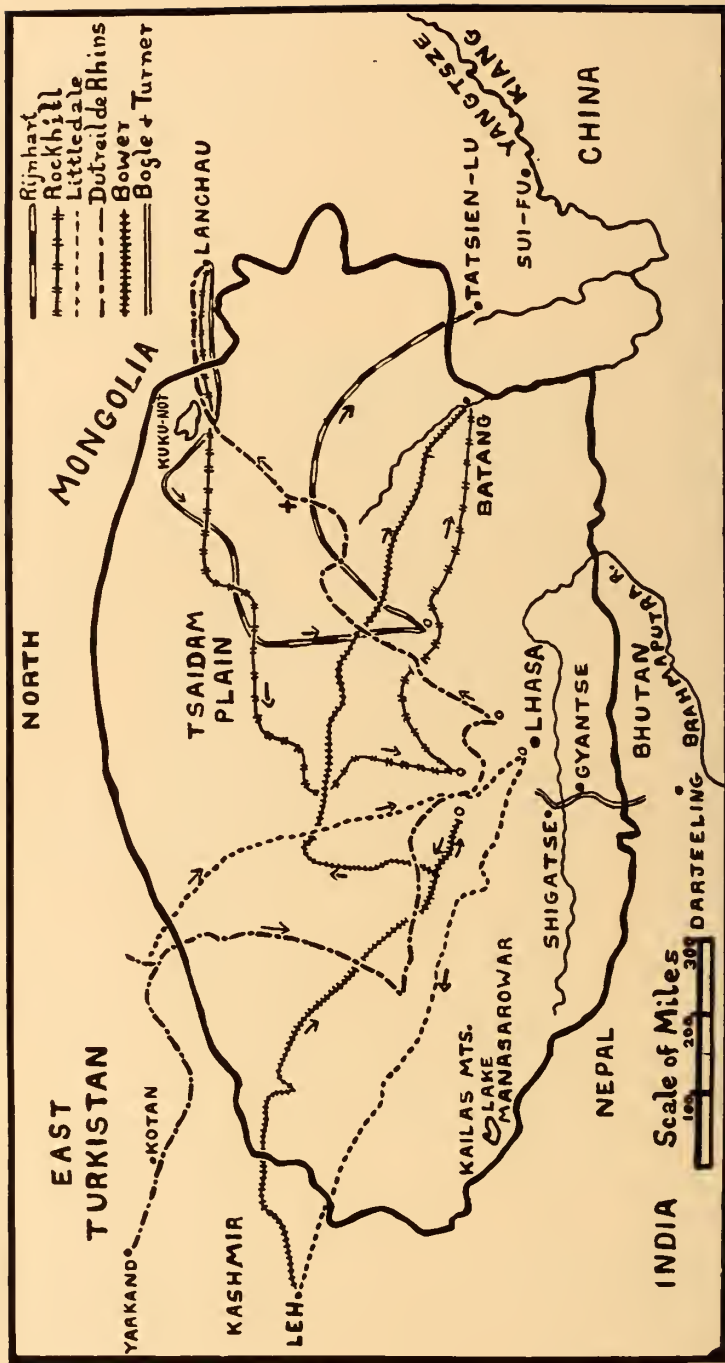 NORTH
Rijnhart
Rockhill
Littledale
Dutreil de Rhins
Bower
Bogle + Turner
MONGOLIA
EAST
TURKISTAN
YARKAND
KOTAN
KUKU-NOT
LANCHAU
TSAIDAM
PLAIN
KASHMIR
LEH
TATSIEN-LU
SUI-FU
YANGTSZE
KIANG
CHINA
BATANG
KAILAS MTS.
LAKE
MANASAROWAR
LHASA
SHIGATSE
GYANTSE
NEPAL
BHUTAN
BRAHMAPUTRA R.
DARJEELING
INDIA
Scale of Miles
100 200 300